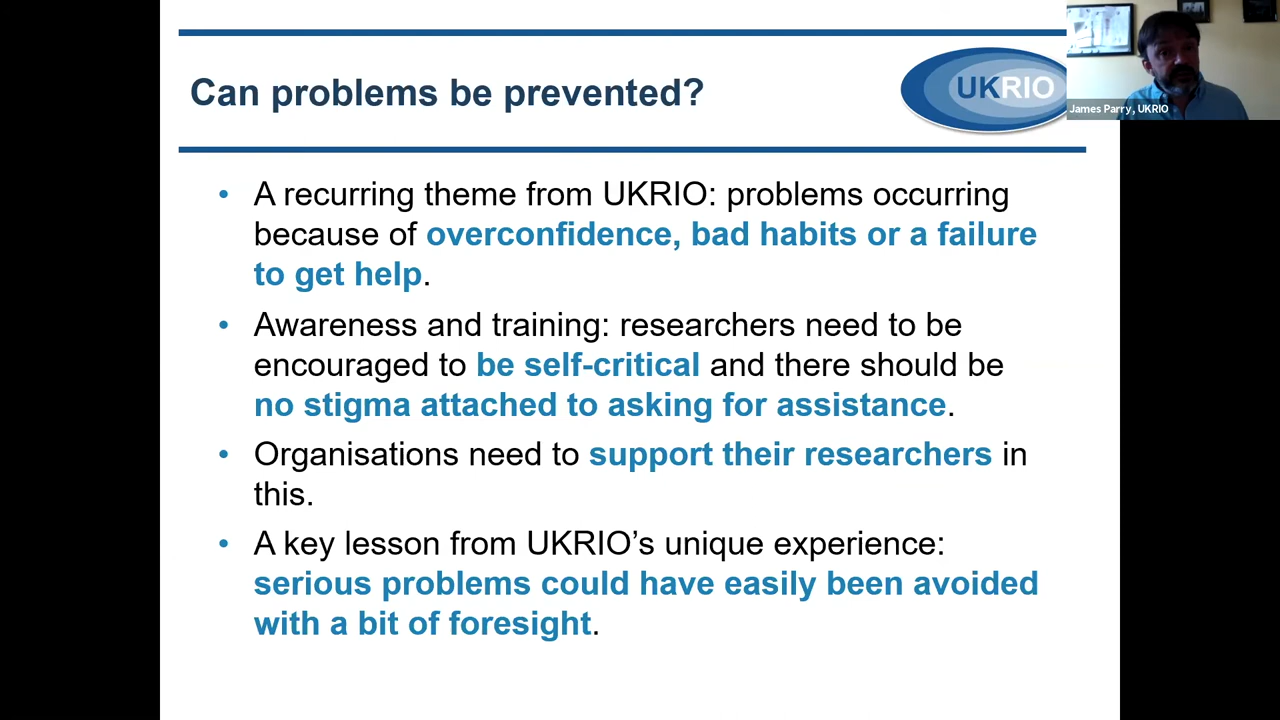 Can problems be prevented?
UKRIO
James Parry, UKRIO
• A recurring theme from UKRIO: problems occurring
because of overconfidence, bad habits or a failure
to get help.
• Awareness and training: researchers need to be
encouraged to be self-critical and there should be
no stigma attached to asking for assistance.
• Organisations need to support their researchers in
this.
• A key lesson from UKRIO’s unique experience:
serious problems could have easily been avoided
with a bit of foresight.